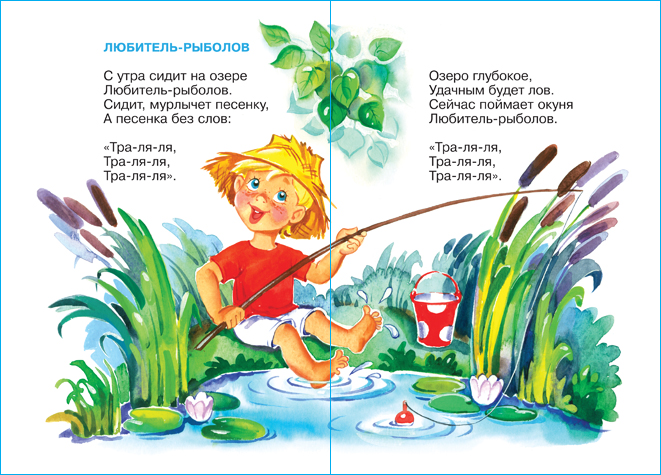 ЛЮБИТЕЛЬ-РЫБОЛОВ
С утра сидит на озере
Любитель-рыболов.
Сидит, мурлычет песенку,
А песенка без слов:
«Тра-ля-ля,
Тра-ля-ля,
Тра-ля-ля».
Озеро глубокое,
Удачным будет лов.
Сейчас поймает окуня
Любитель-рыболов.
«Тра-ля-ля,
Тра-ля-ля,
Тра-ля-ля».